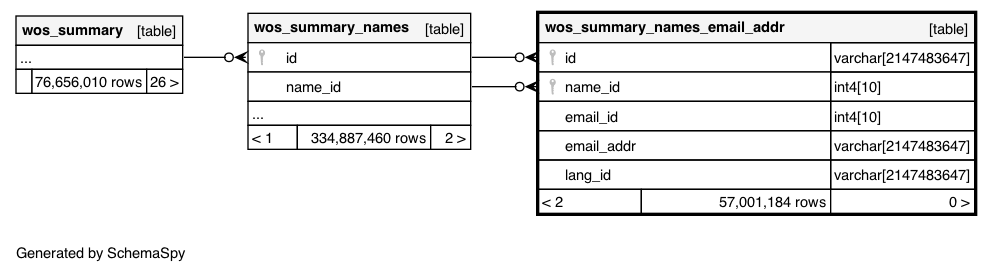 wos_summary [table]
...
76,656,010 rows 26 >
wos_summary_names [table]
id
name_id
...
< 1 334,887,460 rows 2 >
wos_summary_names_email_addr [table]
id varchar[2147483647]
name_id int4[10]
email_id int4[10]
email_addr varchar[2147483647]
lang_id varchar[2147483647]
< 2 57,001,184 rows 0 >
Generated by SchemaSpy